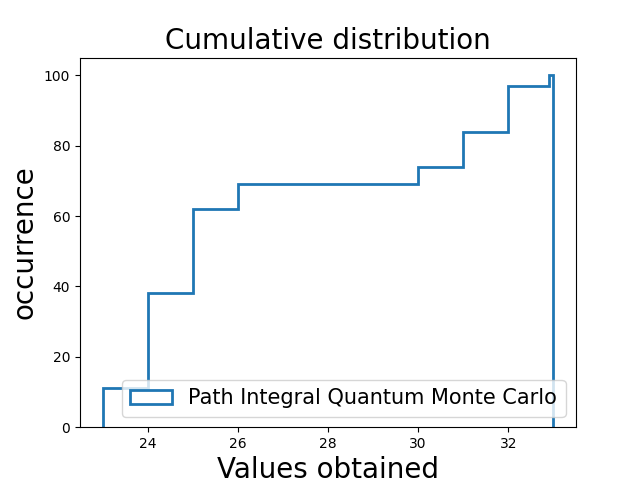 Cumulative distribution
100
80
60
40
20
0
occurrence
Path Integral Quantum Monte Carlo
24 26 28 30 32
Values obtained